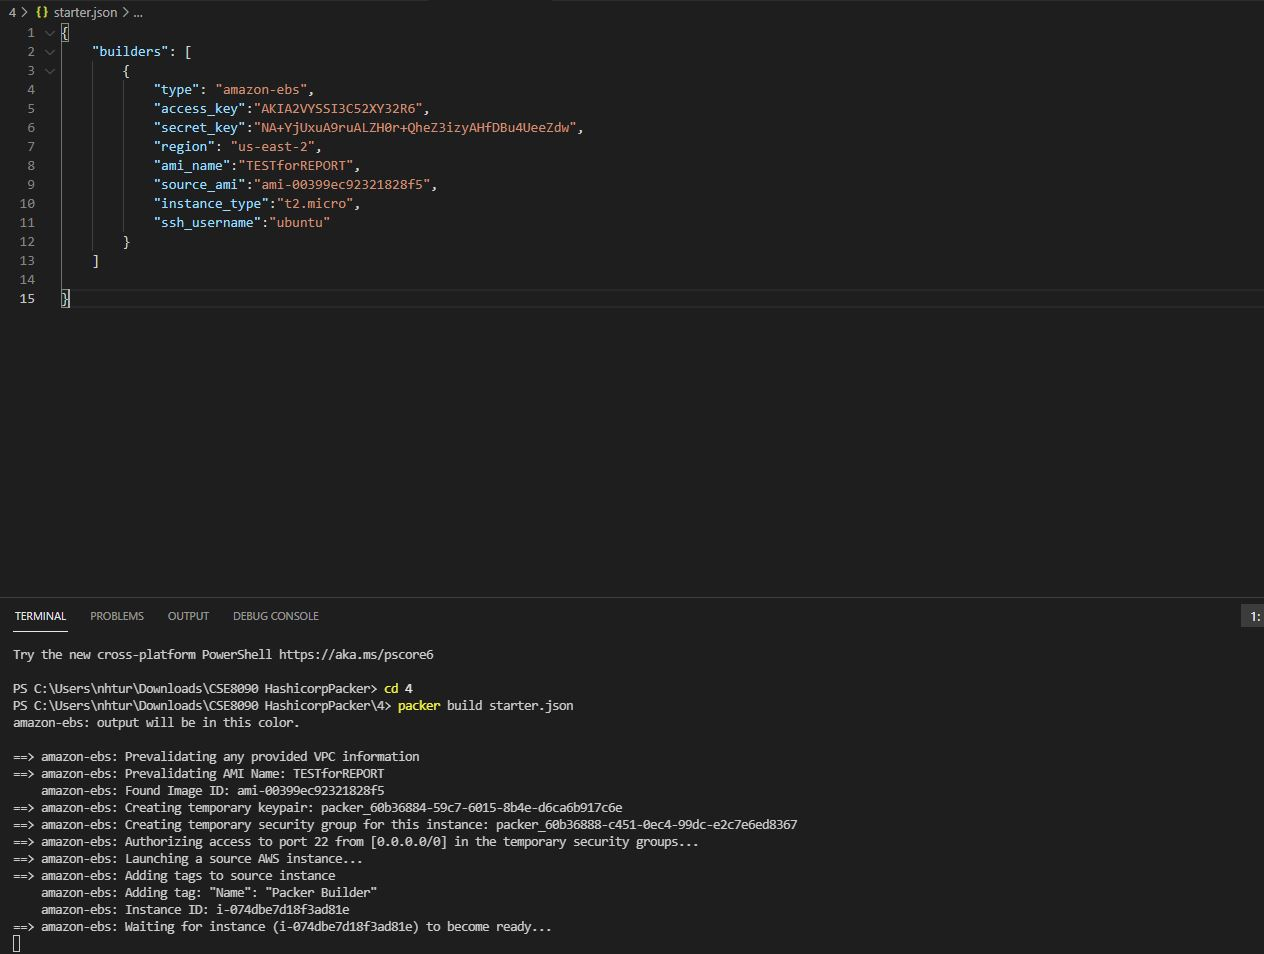 4 > {} starter.json > ...
1 {
2 "builders": [
3 {
4 "type": "amazon-ebs",
5 "access_key":"AKIA2VYSSI3C52XY32R6",
6 "secret_key":"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",
7 "region": "us-east-2",
8 "ami_name":"TESTforREPORT",
9 "source_ami":"ami-00399ec92321828f5",
10 "instance_type":"t2.micro",
11 "ssh_username":"ubuntu"
12 }
13 ]
14
15 }
TERMINAL PROBLEMS OUTPUT DEBUG CONSOLE 1:
Try the new cross-platform PowerShell https://aka.ms/pscore6
PS C:\Users\nhtur\Downloads\CSE8090 HashicorpPacker> cd 4
PS C:\Users\nhtur\Downloads\CSE8090 HashicorpPacker\4> packer build starter.json
amazon-ebs: output will be in this color.
==> amazon-ebs: Prevalidating any provided VPC information
==> amazon-ebs: Prevalidating AMI Name: TESTforREPORT
amazon-ebs: Found Image ID: ami-00399ec92321828f5
==> amazon-ebs: Creating temporary keypair: packer_60b36884-59c7-6015-8b4e-d6ca6b917c6e
==> amazon-ebs: Creating temporary security group for this instance: packer_60b36888-c451-0ec4-99dc-e2c7e6ed8367
==> amazon-ebs: Authorizing access to port 22 from [0.0.0.0/0] in the temporary security groups...
==> amazon-ebs: Launching a source AWS instance...
==> amazon-ebs: Adding tags to source instance
amazon-ebs: Adding tag: "Name": "Packer Builder"
amazon-ebs: Instance ID: i-074dbe7d18f3ad81e
==> amazon-ebs: Waiting for instance (i-074dbe7d18f3ad81e) to become ready...